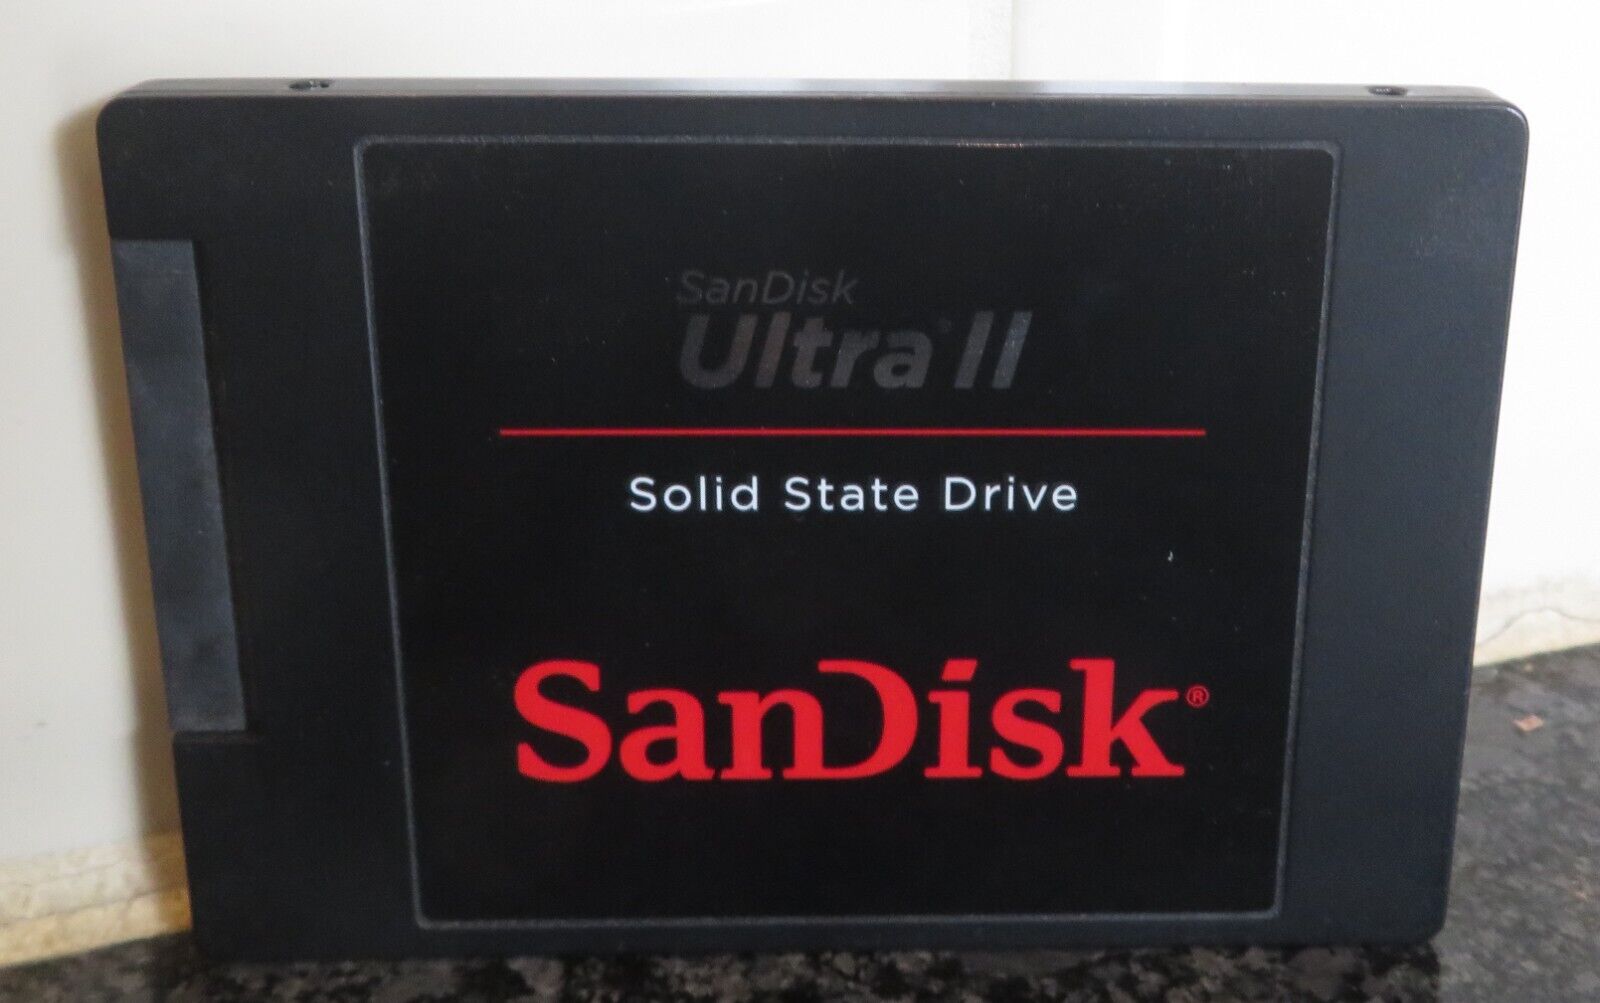 SanDisk
Ultra® II
Solid State Drive
SanDisk®